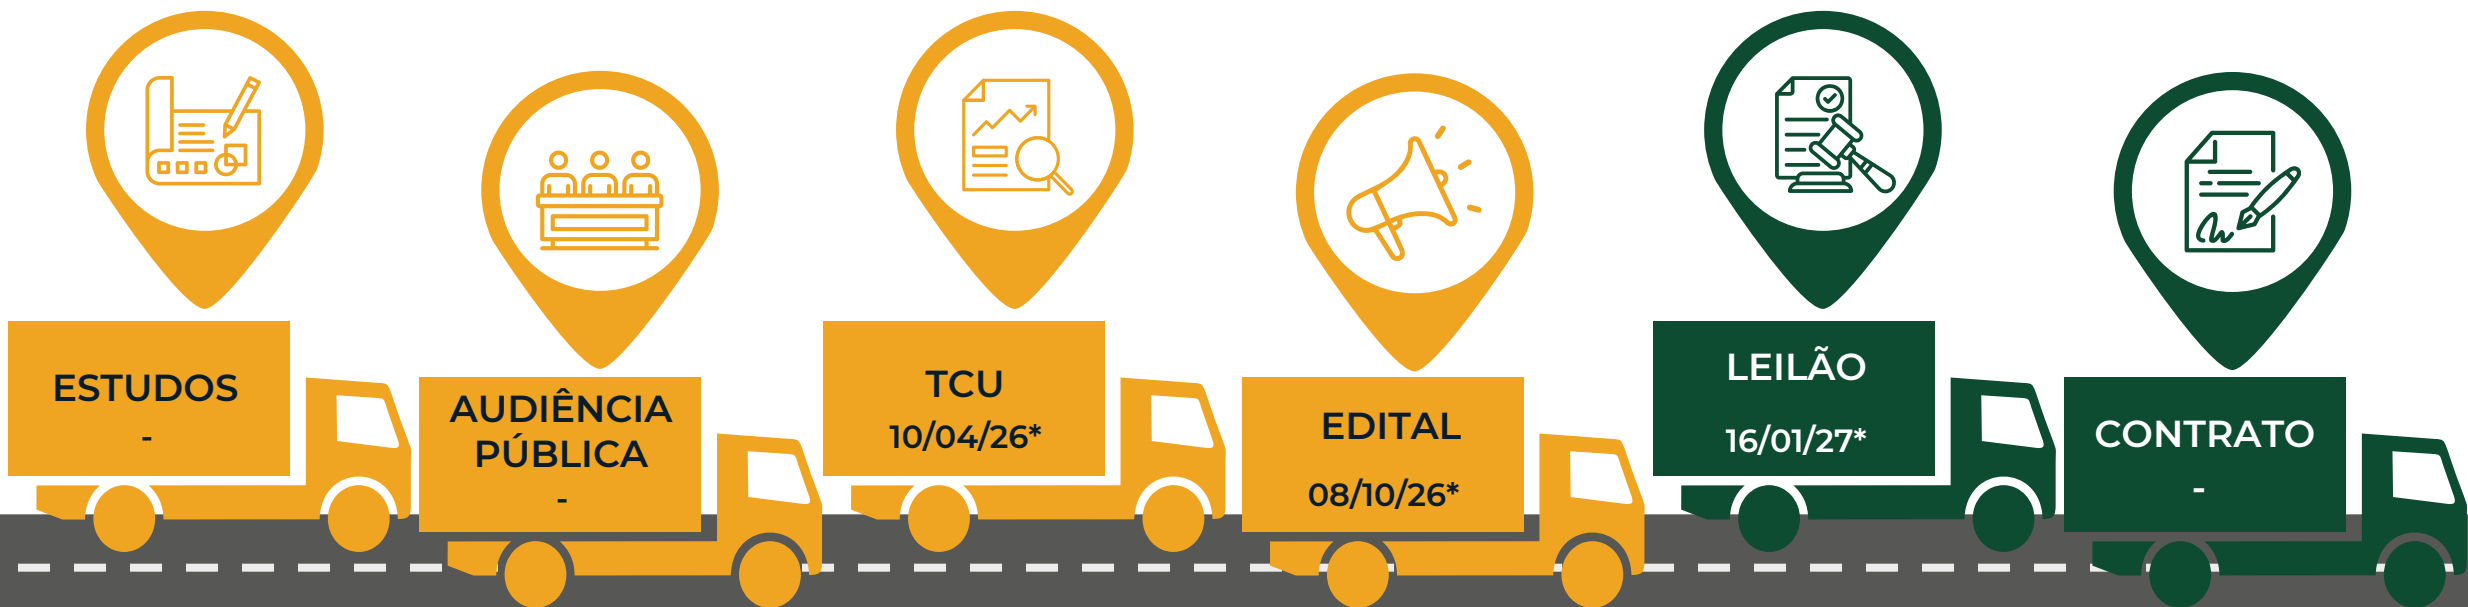 ESTUDOS
-
AUDIÊNCIA
PÚBLICA
-
TCU
10/04/26*
EDITAL
08/10/26*
LEILÃO
16/01/27*
CONTRATO
-